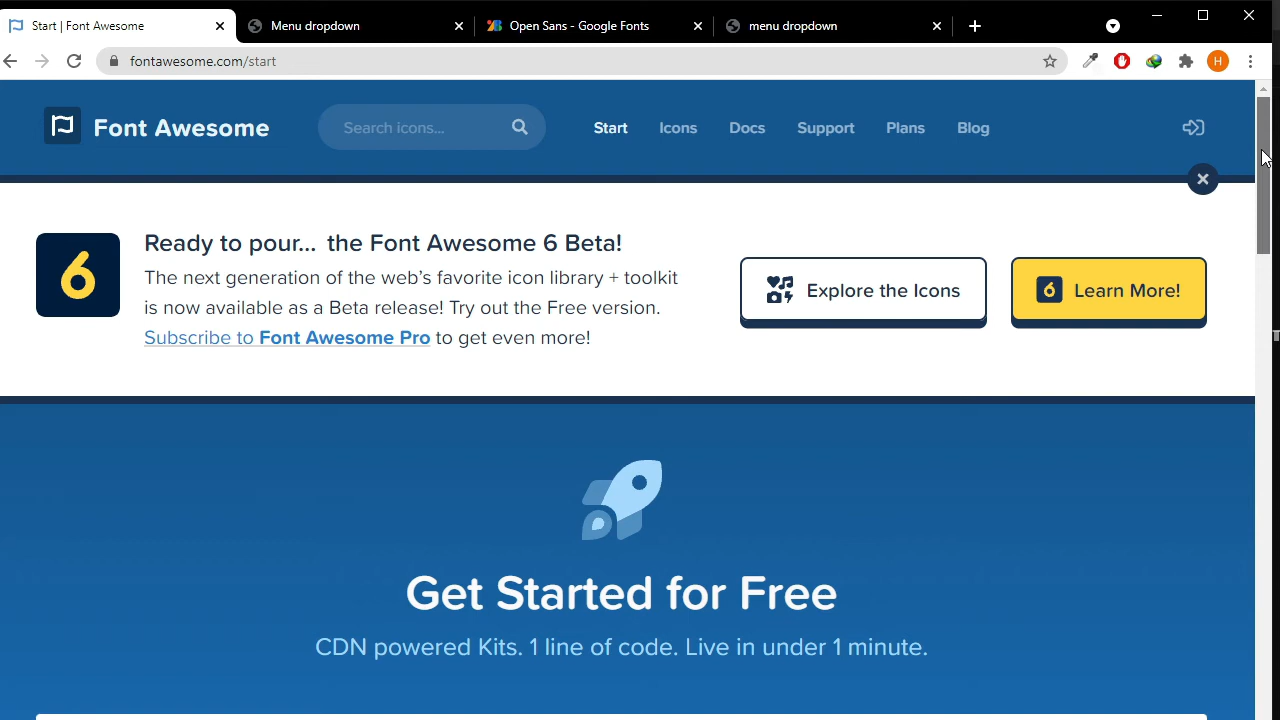 Start | Font Awesome
Menu dropdown
Open Sans - Google Fonts
menu dropdown
fontawesome.com/start
H
Font Awesome
Search icons...
Start Icons Docs Support Plans Blog
6
Ready to pour... the Font Awesome 6 Beta!
The next generation of the web's favorite icon library + toolkit
is now available as a Beta release! Try out the Free version.
Subscribe to Font Awesome Pro to get even more!
Explore the Icons
6 Learn More!
Get Started for Free
CDN powered Kits. 1 line of code. Live in under 1 minute.